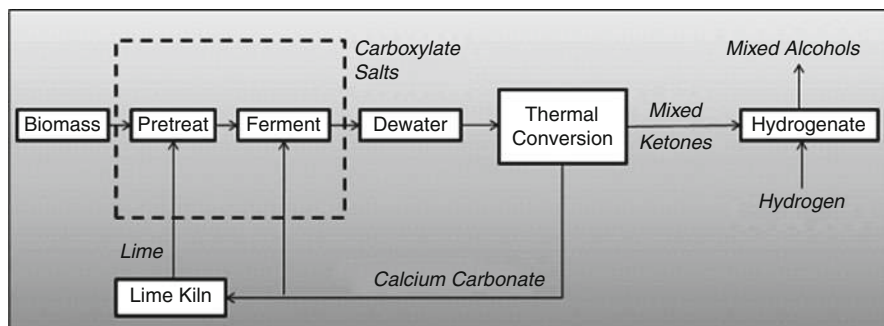 Carboxylate
Salts
Mixed Alcohols
Biomass
Pretreat
Ferment
Dewater
Thermal
Conversion
Mixed
Ketones
Hydrogenate
Hydrogen
Lime
Calcium Carbonate
Lime Kiln